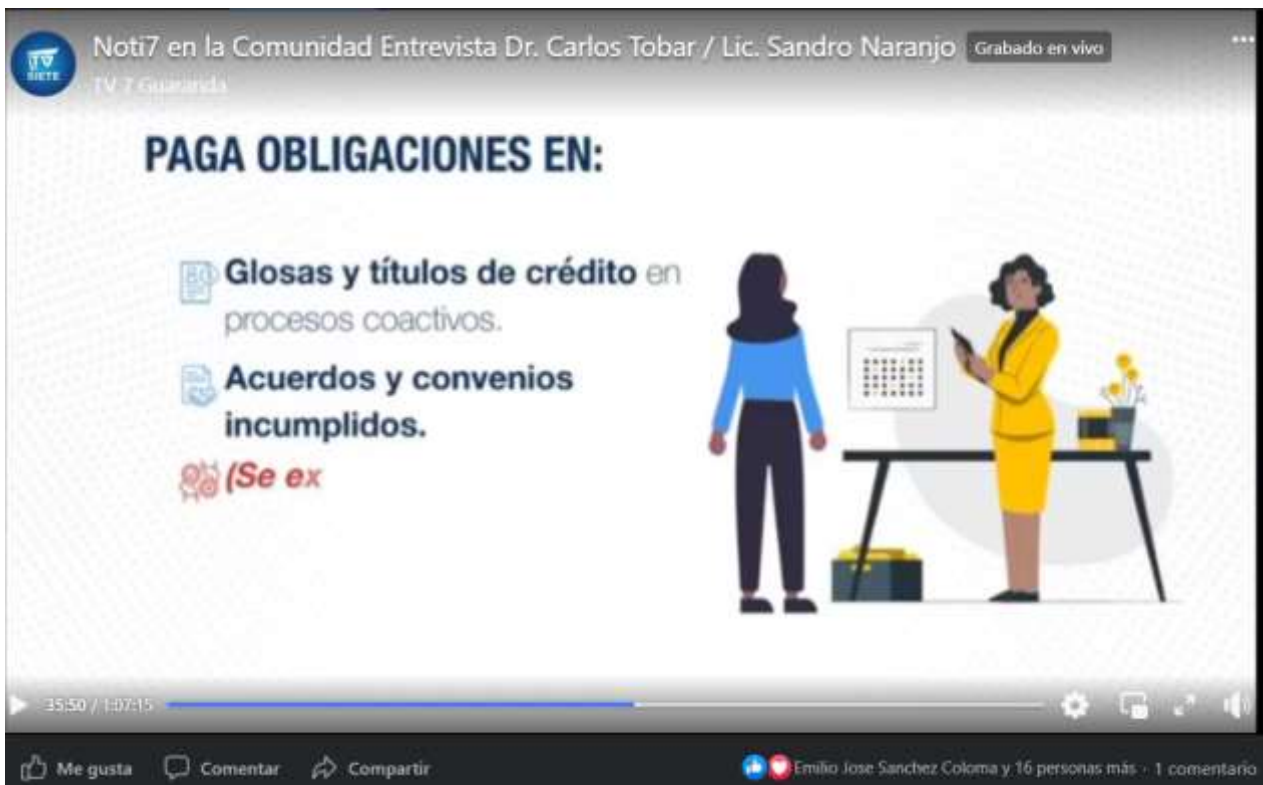 Noti7 en la Comunidad Entrevista Dr. Carlos Tobar / Lic. Sandro Naranjo Grabado en vivo
TV SIETE
TV 7 Guaranda
PAGA OBLIGACIONES EN:
Glosas y títulos de crédito en
procesos coactivos.
Acuerdos y convenios
incumplidos.
(Se ex
35:50 / 1:07:15
Me gusta Comentar Compartir Emilio Jose Sanchez Coloma y 16 personas más · 1 comentario